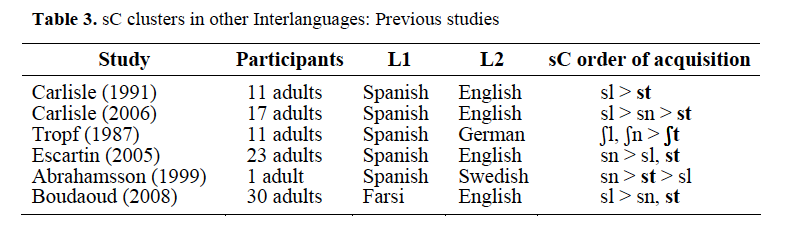 Table 3. sC clusters in other Interlanguages: Previous studies
Study Participants L1 L2 sC order of acquisition
Carlisle (1991) 11 adults Spanish English sl > st
Carlisle (2006) 17 adults Spanish English sl > sn > st
Tropf (1987) 11 adults Spanish German ʃl, ʃn > ʃt
Escartin (2005) 23 adults Spanish English sn > sl, st
Abrahamsson (1999) 1 adult Spanish Swedish sn > st > sl
Boudaoud (2008) 30 adults Farsi English sl > sn, st